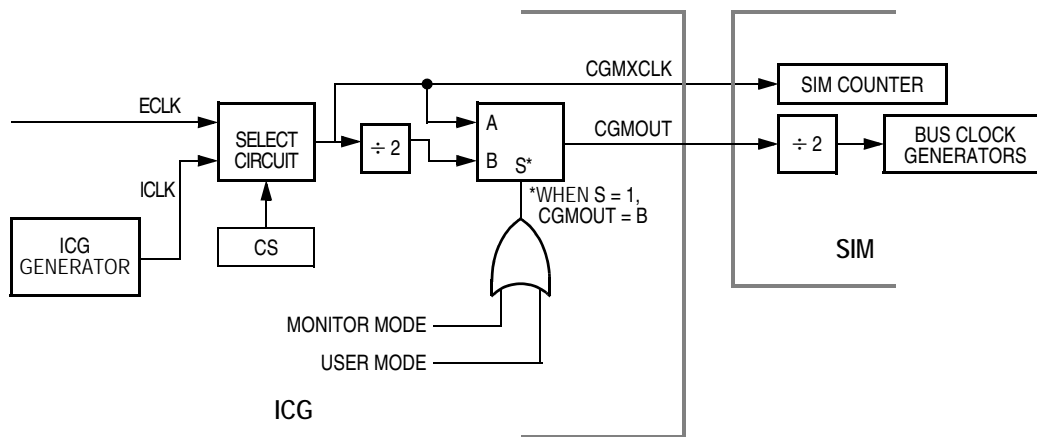 CGMXCLK
SIM COUNTER
ECLK
SELECT
CIRCUIT
÷ 2
A
B
S*
CGMOUT
÷ 2
BUS CLOCK
GENERATORS
ICLK
*WHEN S = 1,
CGMOUT = B
ICG
GENERATOR
CS
SIM
MONITOR MODE
USER MODE
ICG